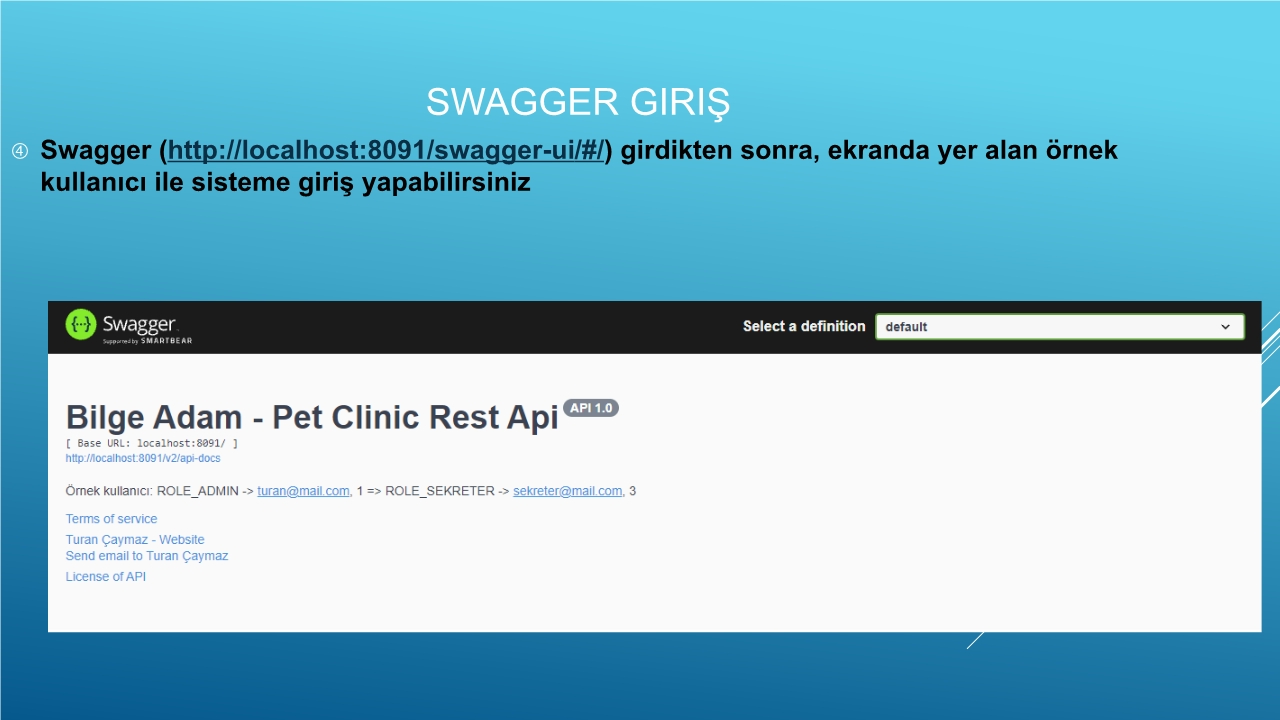 SWAGGER GIRIŞ
④ Swagger (http://localhost:8091/swagger-ui/#/) girdikten sonra, ekranda yer alan örnek
kullanıcı ile sisteme giriş yapabilirsiniz
Swagger
Supported by SMARTBEAR
Select a definition default
Bilge Adam - Pet Clinic Rest Api API 1.0
[ Base URL: localhost:8091/ ]
http://localhost:8091/v2/api-docs
Örnek kullanıcı: ROLE_ADMIN -> turan@mail.com, 1 => ROLE_SEKRETER -> sekreter@mail.com, 3
Terms of service
Turan Çaymaz - Website
Send email to Turan Çaymaz
License of API